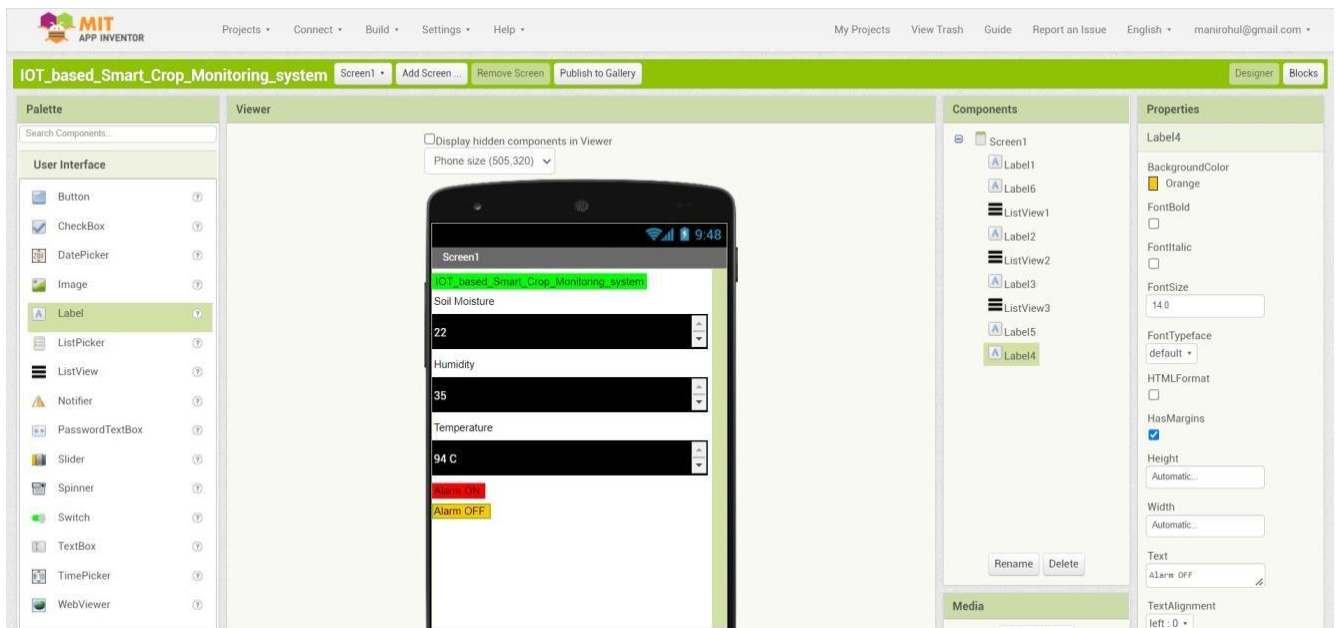 MIT
APP INVENTOR
Projects Connect Build Settings Help My Projects View Trash Guide Report an Issue English manirohul@gmail.com
IOT_based_Smart_Crop_Monitoring_system Screen1 Add Screen ... Remove Screen Publish to Gallery Designer Blocks
Palette
Search Components...
User Interface
Button
CheckBox
DatePicker
Image
Label
ListPicker
ListView
Notifier
PasswordTextBox
Slider
Spinner
Switch
TextBox
TimePicker
WebViewer
Viewer
Display hidden components in Viewer
Phone size (505,320)
9:48
Screen1
IOT_based_Smart_Crop_Monitoring_system
Soil Moisture
22
Humidity
35
Temperature
94 C
Alarm ON
Alarm OFF
Components
Screen1
Label1
Label6
ListView1
Label2
ListView2
Label3
ListView3
Label5
Label4
Rename Delete
Media
Properties
Label4
BackgroundColor
Orange
FontBold
FontItalic
FontSize
14.0
FontTypeface
default
HTMLFormat
HasMargins
Height
Automatic...
Width
Automatic...
Text
Alarm OFF
TextAlignment
left : 0